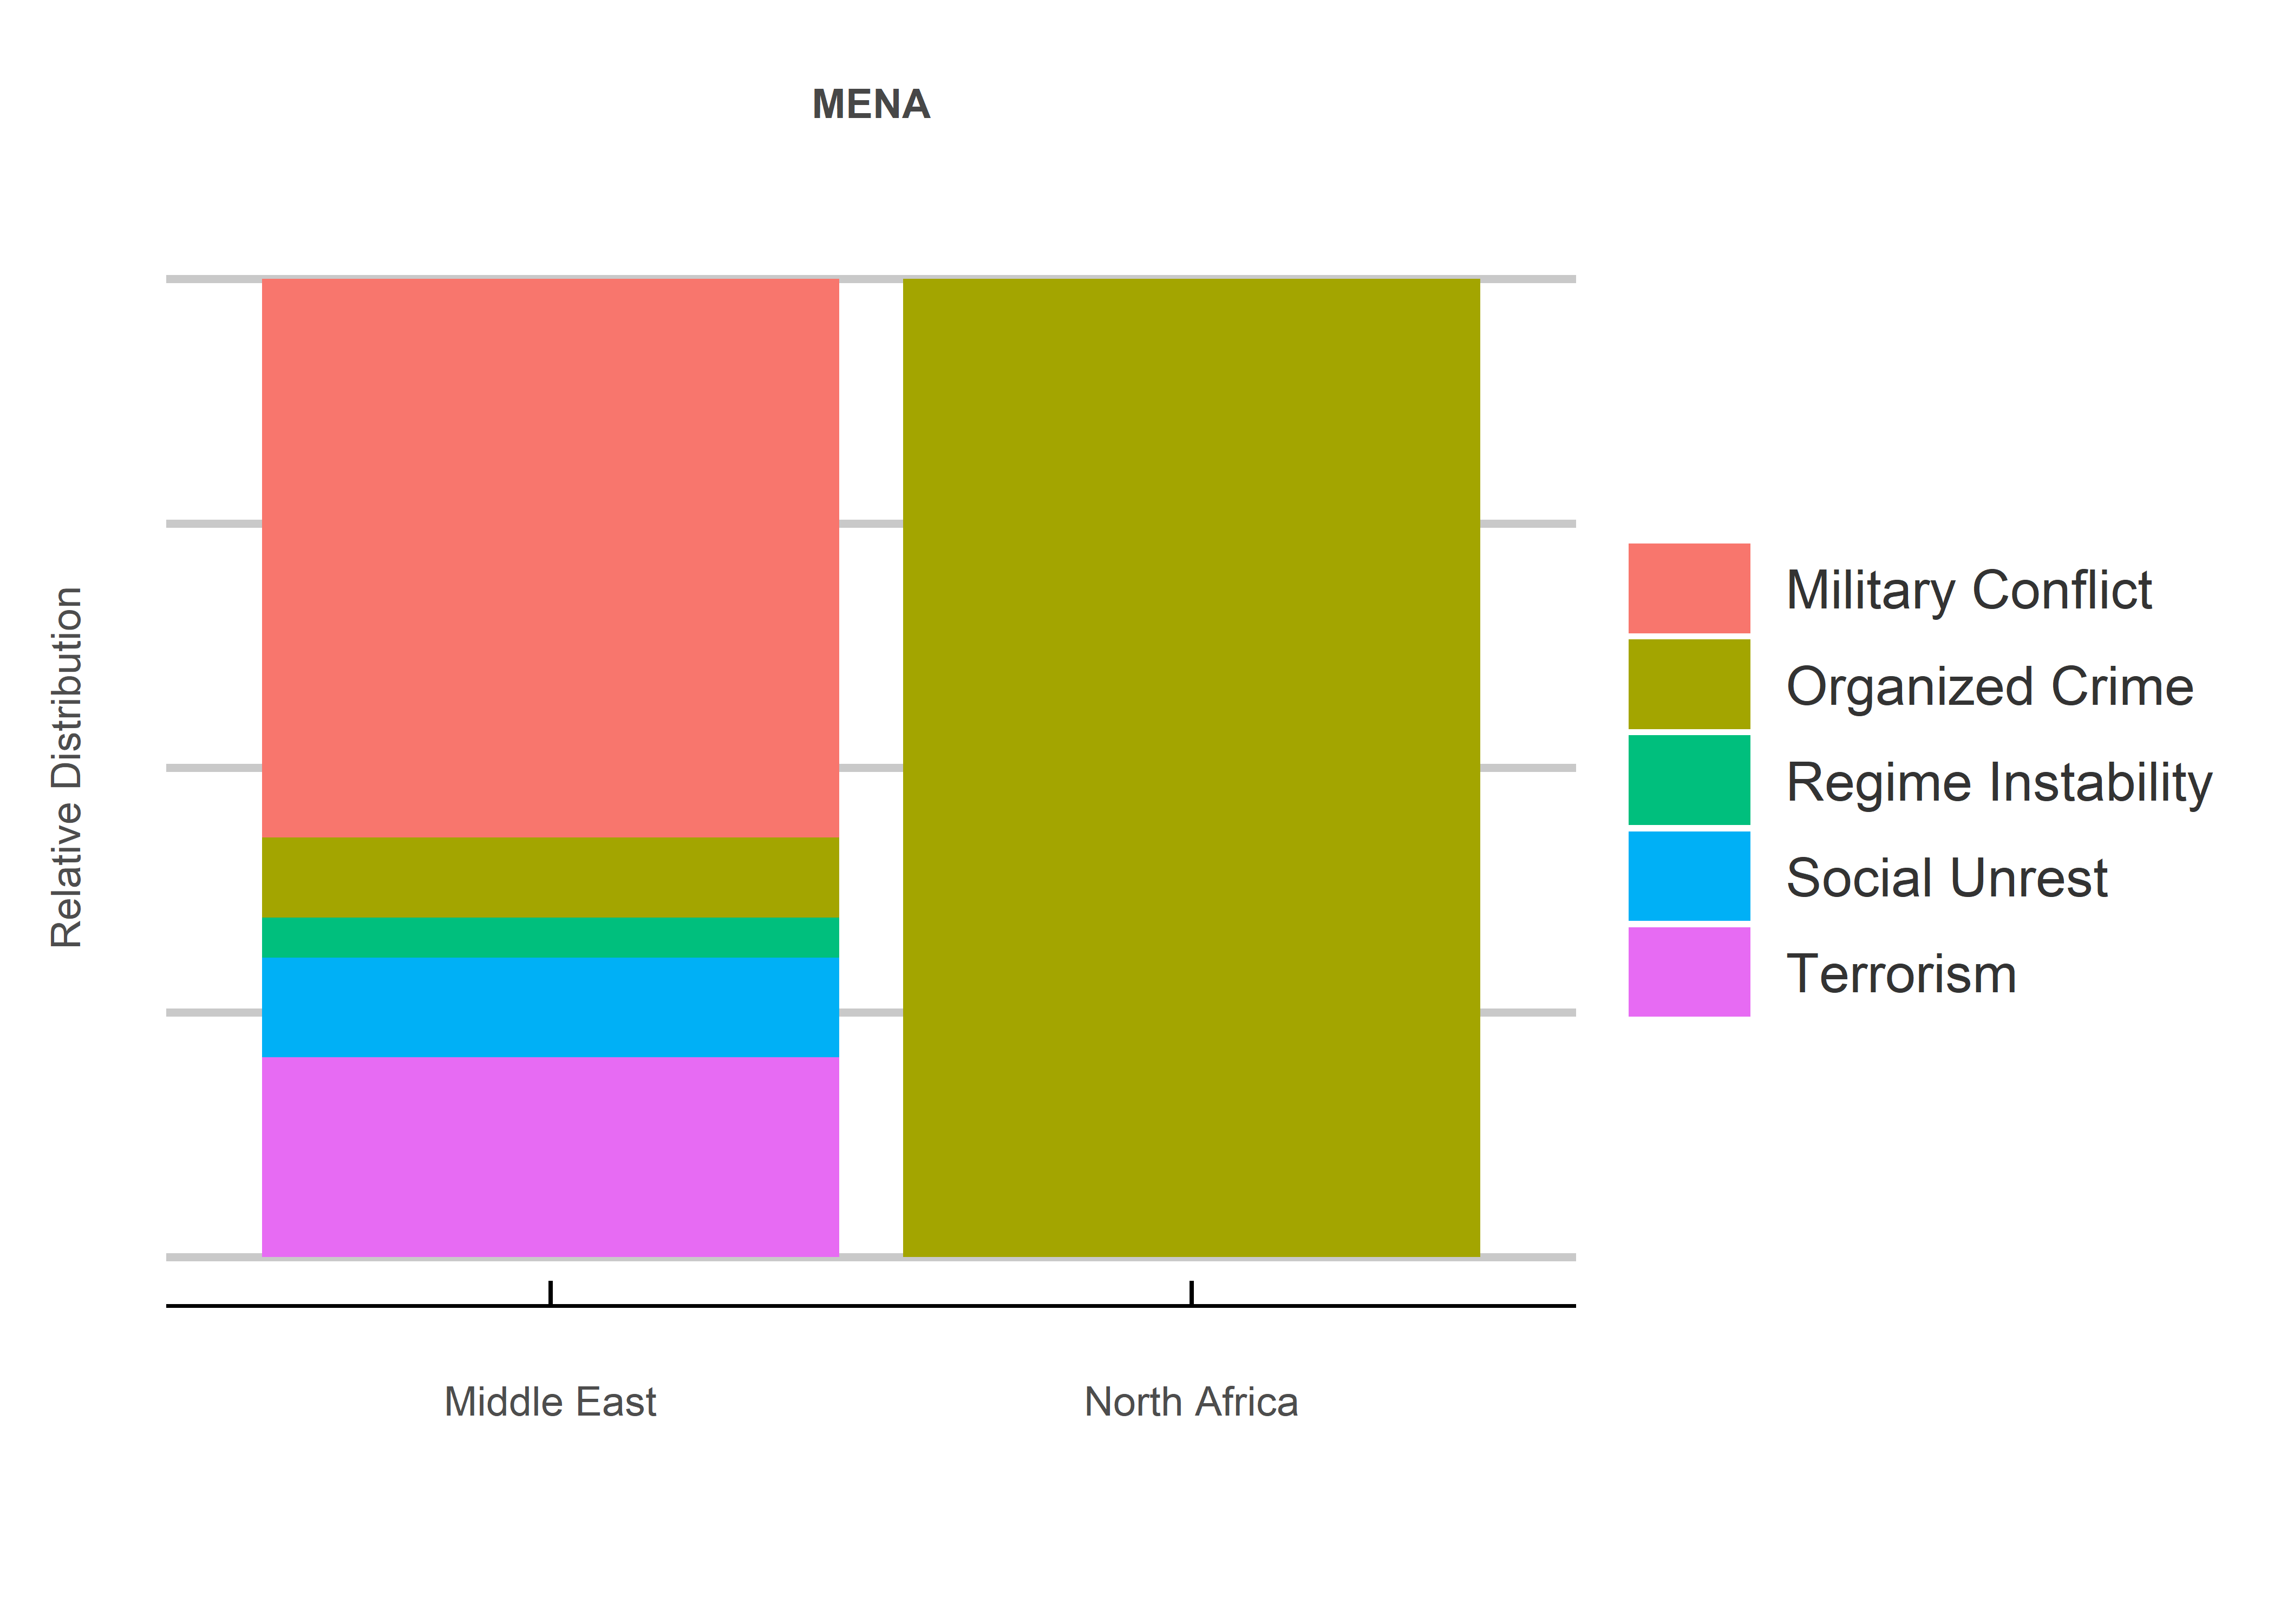 MENA
Relative Distribution
Military Conflict
Organized Crime
Regime Instability
Social Unrest
Terrorism
Middle East
North Africa